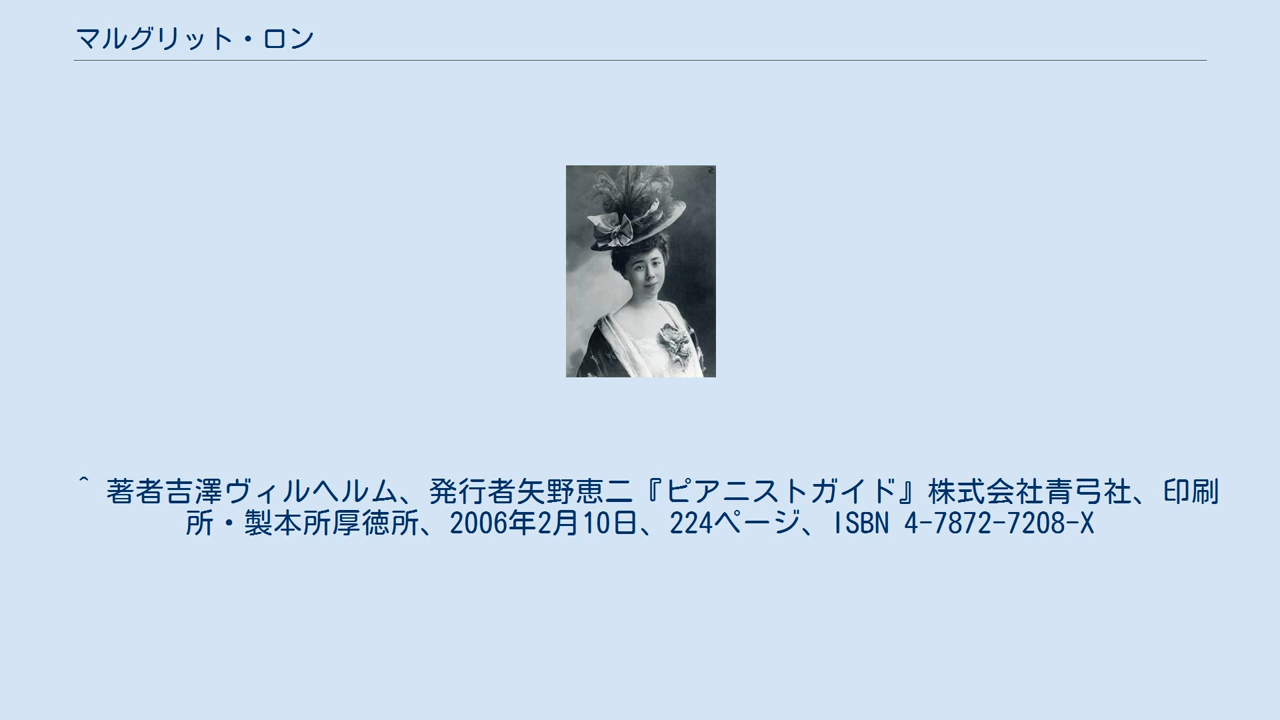 マルグリット・ロン
^ 著者吉澤ヴィルヘルム、発行者矢野恵二『ピアニストガイド』株式会社青弓社、印刷
所・製本所厚徳所、2006年2月10日、224ページ、ISBN 4-7872-7208-X